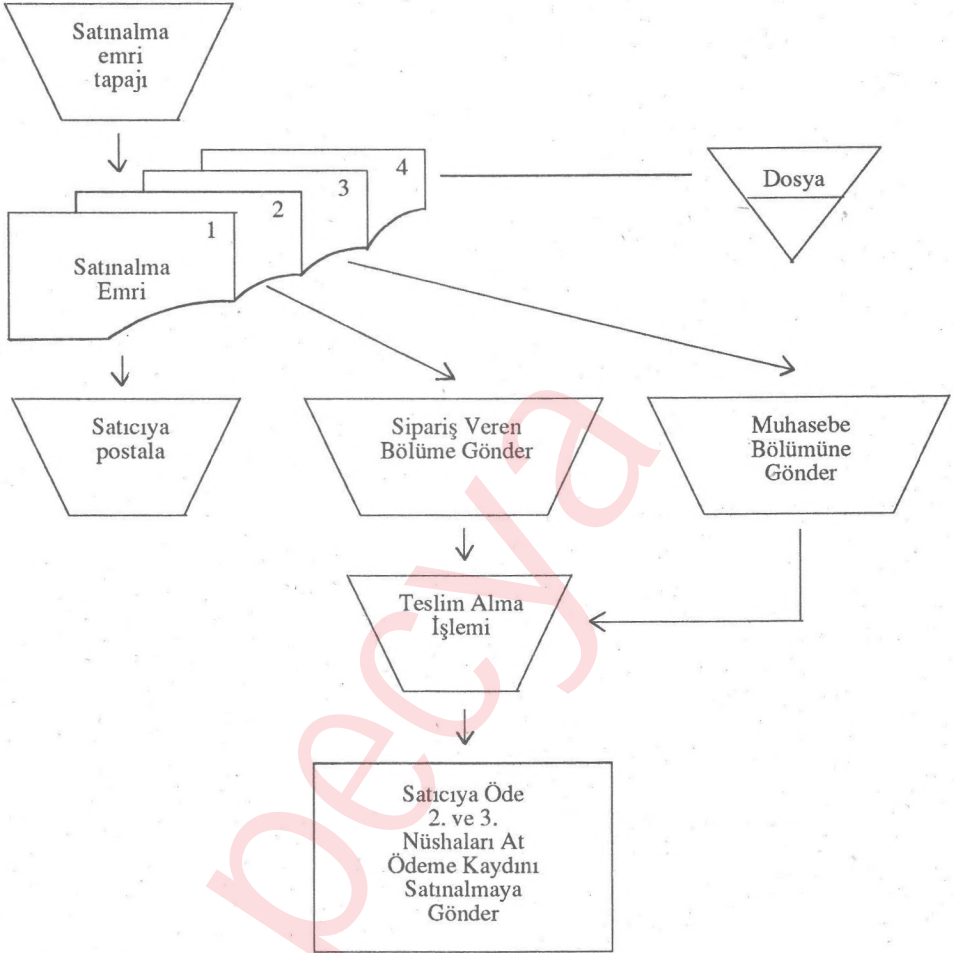 Satınalma
emri
tapajı
4
3
2
1
Dosya
Satınalma
Emri
Satıcıya
postala
Sipariş Veren
Bölüme Gönder
Muhasebe
Bölümüne
Gönder
Teslim Alma
İşlemi
Satıcıya Öde
2. ve 3.
Nüshaları At
Ödeme Kaydını
Satınalmaya
Gönder
pecya